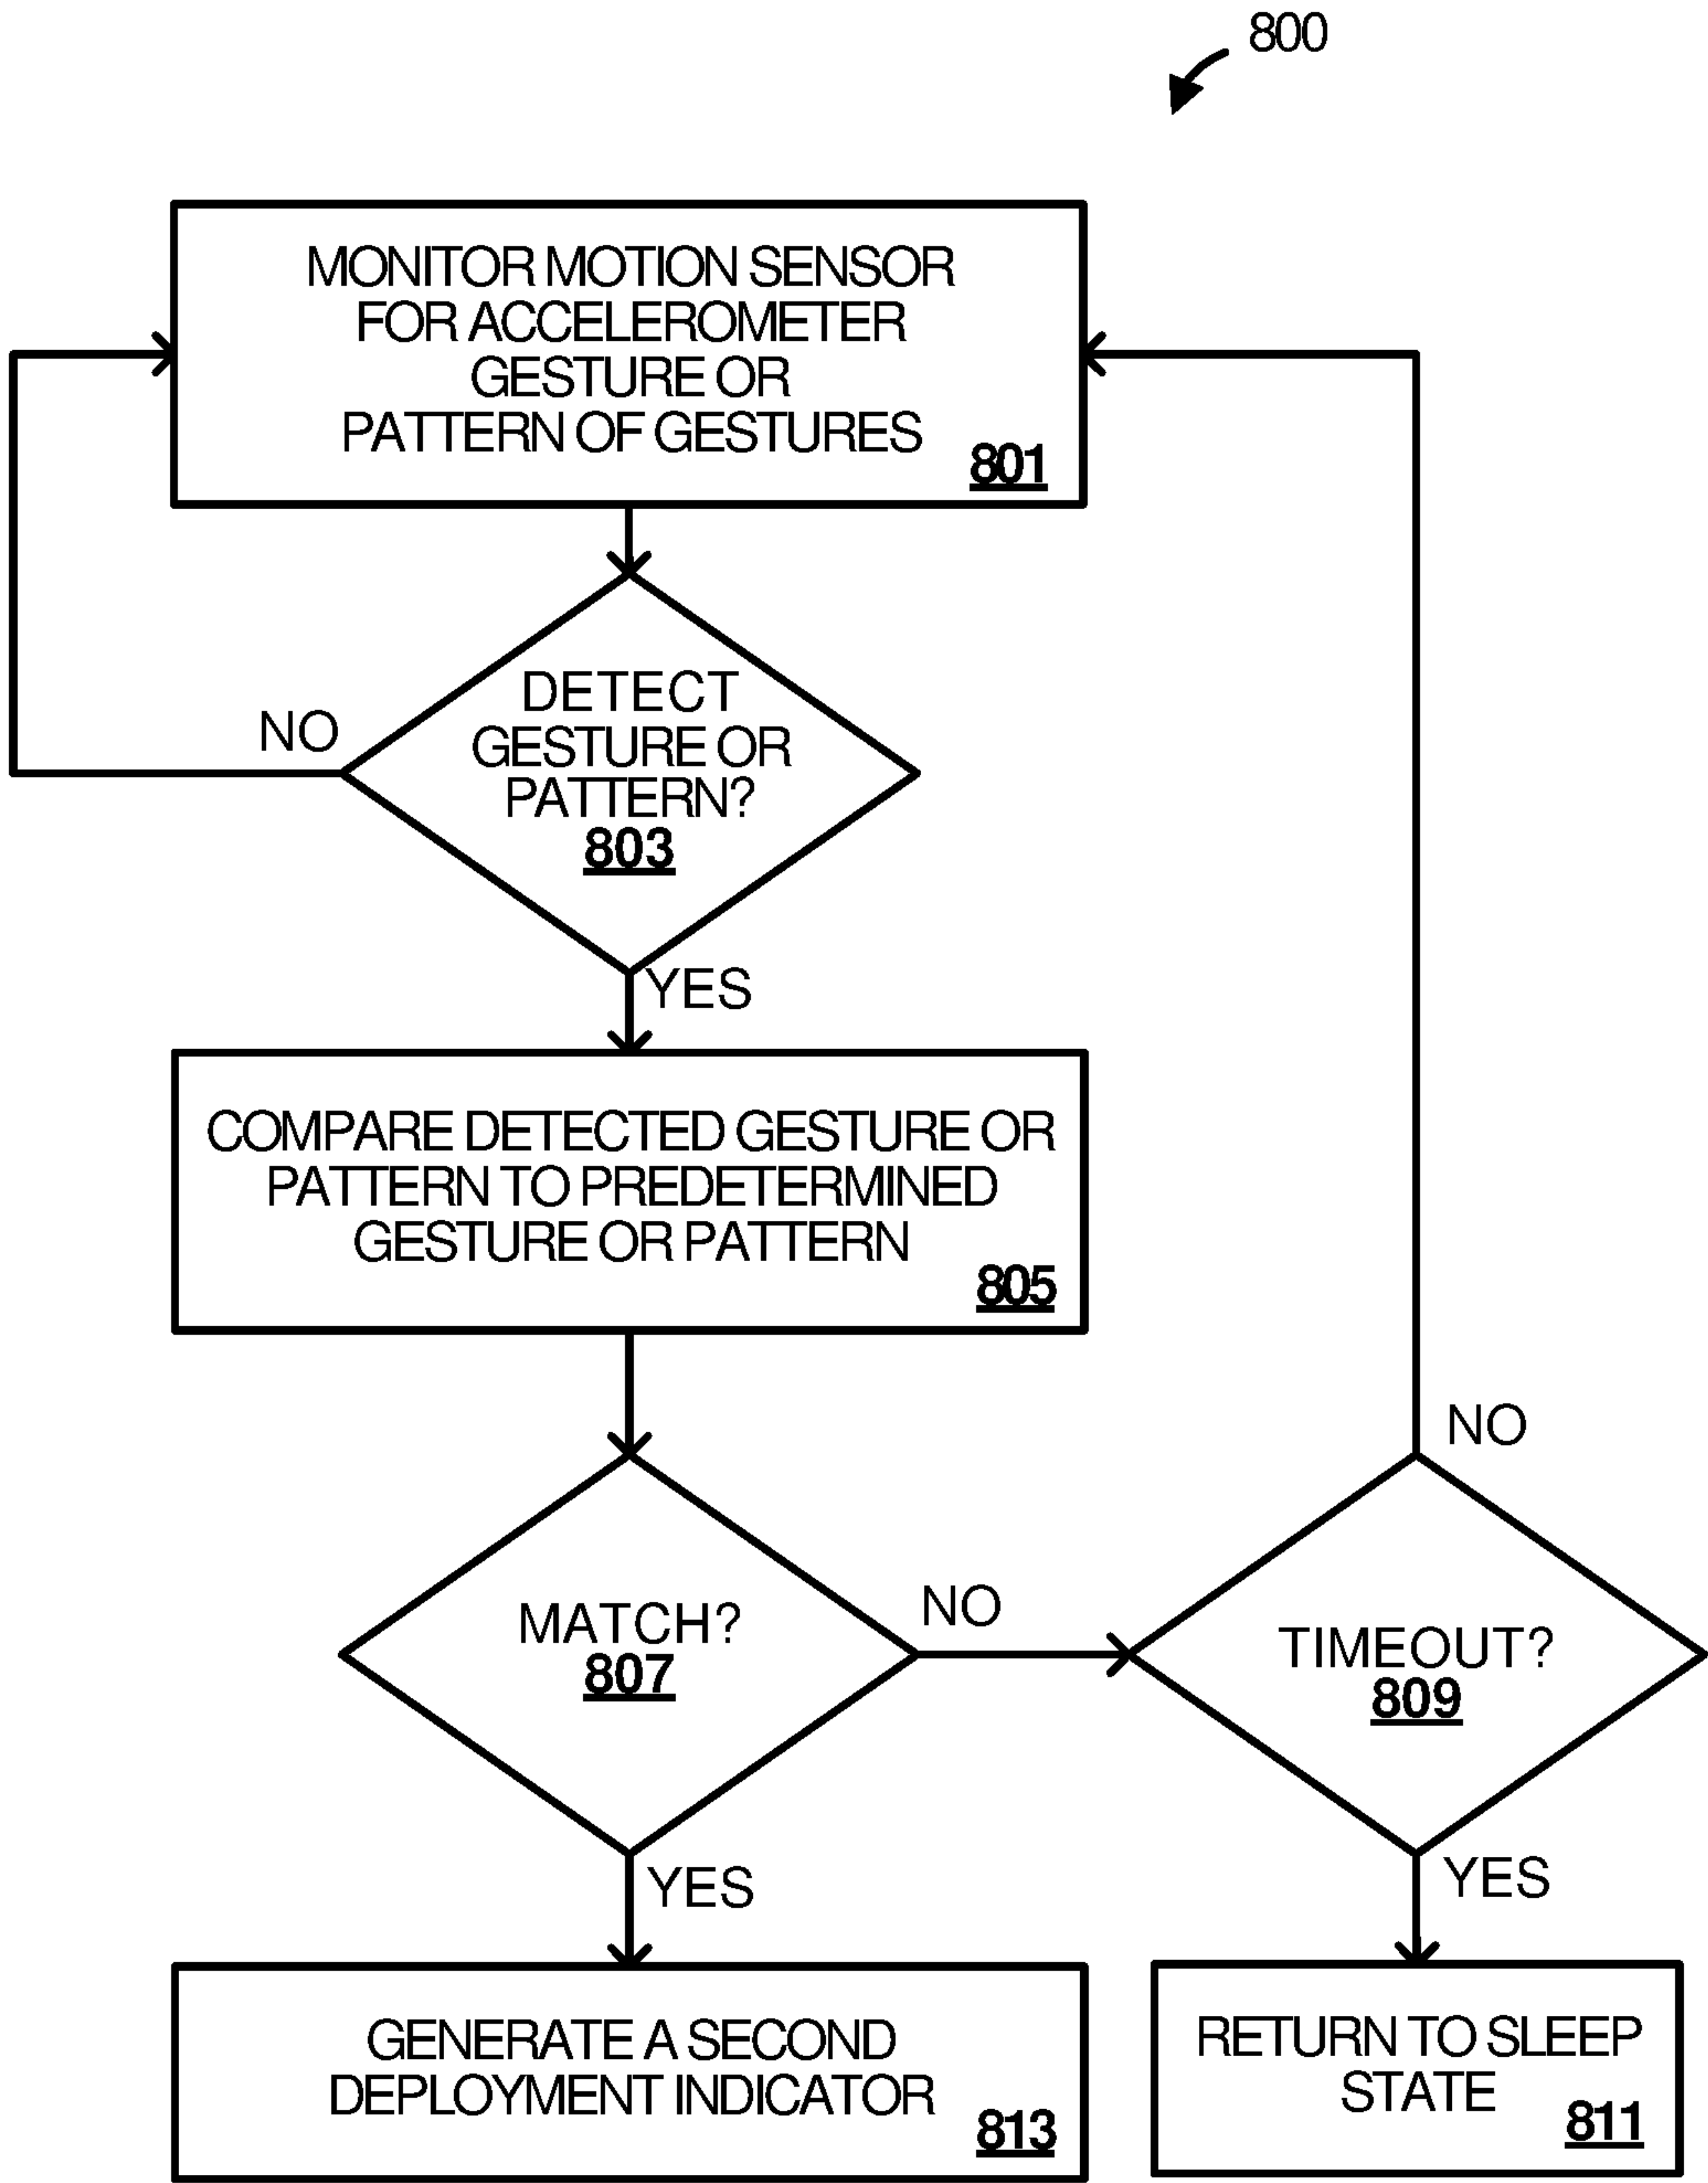 800
MONITOR MOTION SENSOR
FOR ACCELEROMETER
GESTURE OR
PATTERN OF GESTURES
801
DETECT
GESTURE OR
PATTERN?
803
NO
YES
COMPARE DETECTED GESTURE OR
PATTERN TO PREDETERMINED
GESTURE OR PATTERN
805
MATCH?
807
NO
YES
TIMEOUT?
809
NO
YES
GENERATE A SECOND
DEPLOYMENT INDICATOR
813
RETURN TO SLEEP
STATE
811